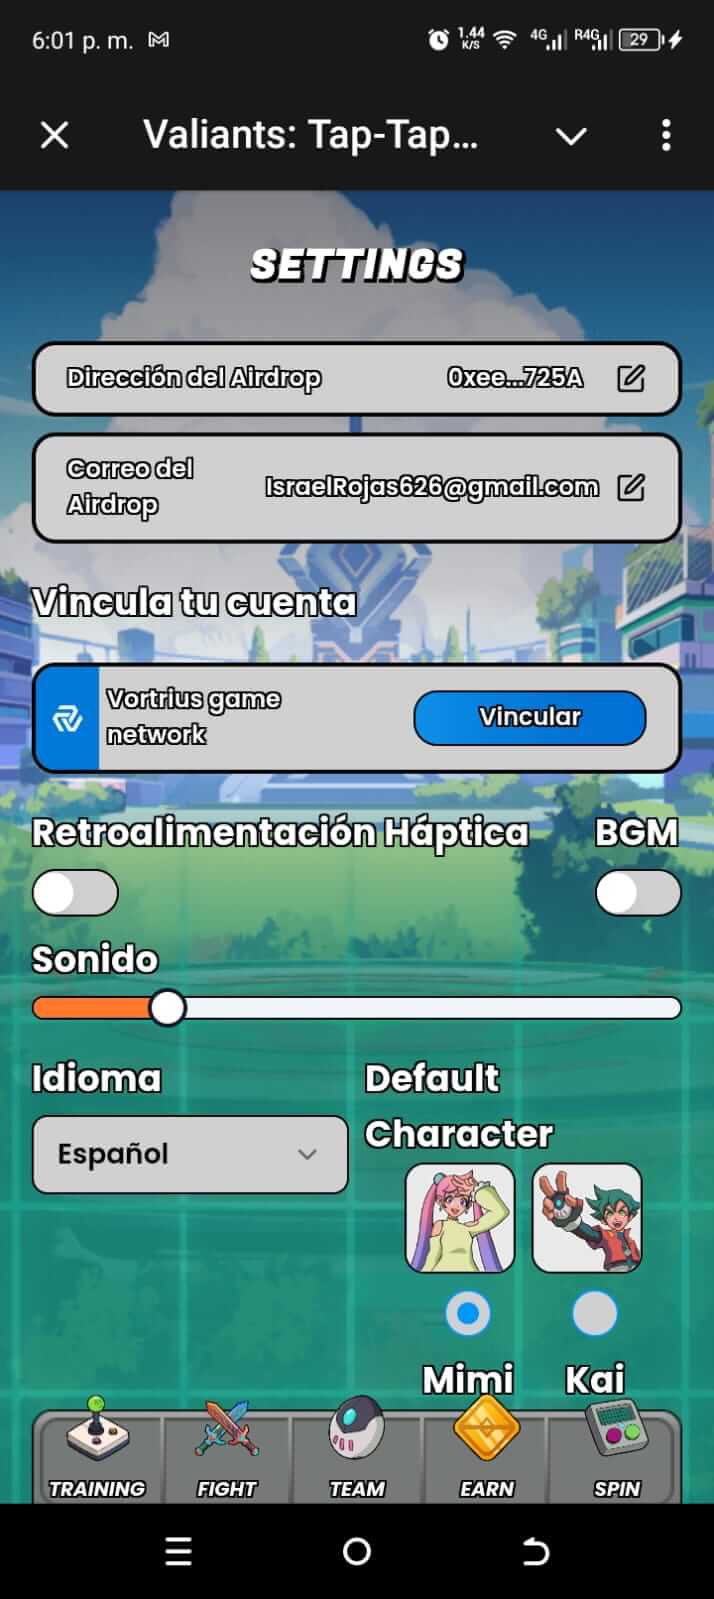 6:01 p. m.
1.44 K/S
4G
R4G
29
Valiants: Tap-Tap...
SETTINGS
Dirección del Airdrop
0xee...725A
Correo del
Airdrop
IsraelRojas626@gmail.com
Vincula tu cuenta
Vortrius game
network
Vincular
Retroalimentación Háptica
BGM
Sonido
Idioma
Default
Character
Español
Mimi
Kai
TRAINING
FIGHT
TEAM
EARN
SPIN